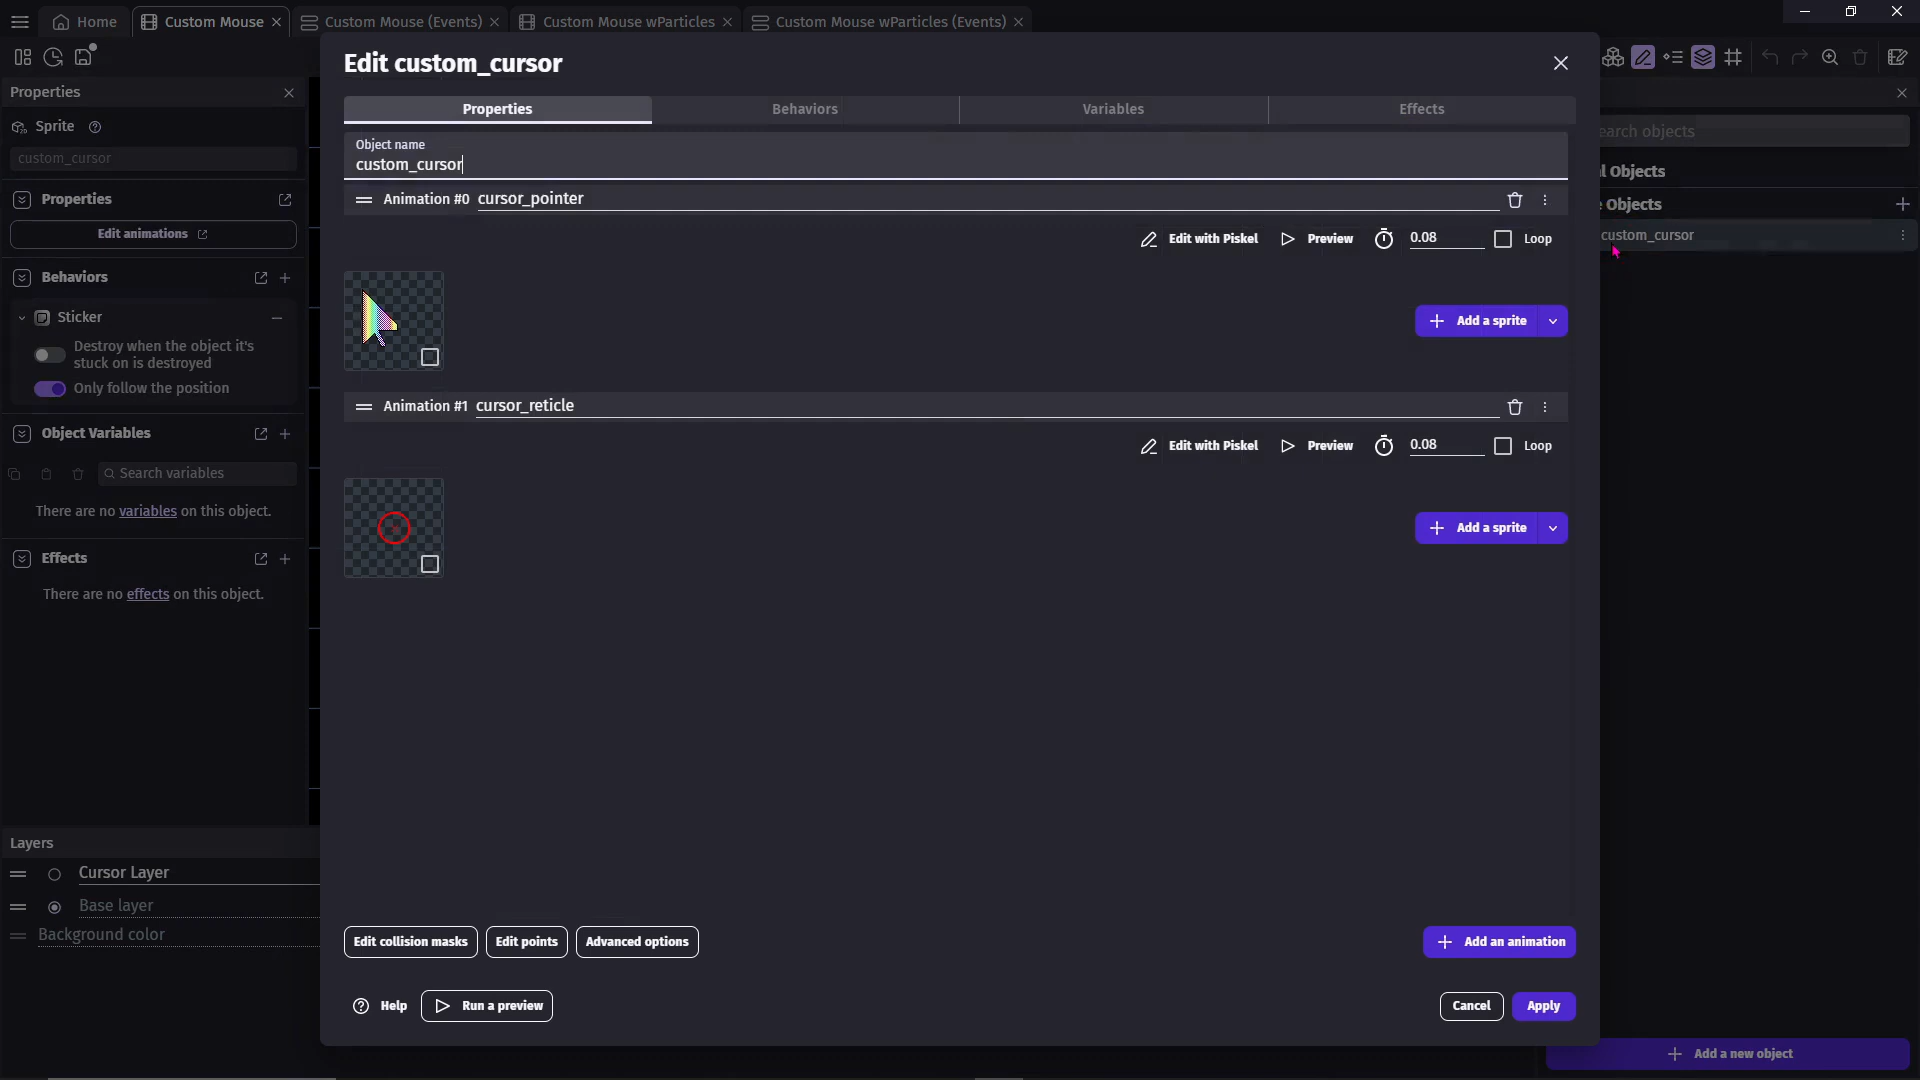 Home
Custom Mouse
Custom Mouse (Events)
Custom Mouse wParticles
Custom Mouse wParticles (Events)
Properties
Sprite
custom_cursor
Properties
Edit animations
Behaviors
Sticker
Destroy when the object it's
stuck on is destroyed
Only follow the position
Object Variables
Search variables
There are no variables on this object.
Effects
There are no effects on this object.
Layers
Cursor Layer
Base layer
Background color
Edit custom_cursor
Properties
Behaviors
Variables
Effects
Object name
custom_cursor
Animation #0 cursor_pointer
Edit with Piskel
Preview
0.08
Loop
Add a sprite
Animation #1 cursor_reticle
Edit with Piskel
Preview
0.08
Loop
Add a sprite
Edit collision masks
Edit points
Advanced options
Add an animation
Help
Run a preview
Cancel
Apply
earch objects
l Objects
e Objects
custom_cursor
Add a new object